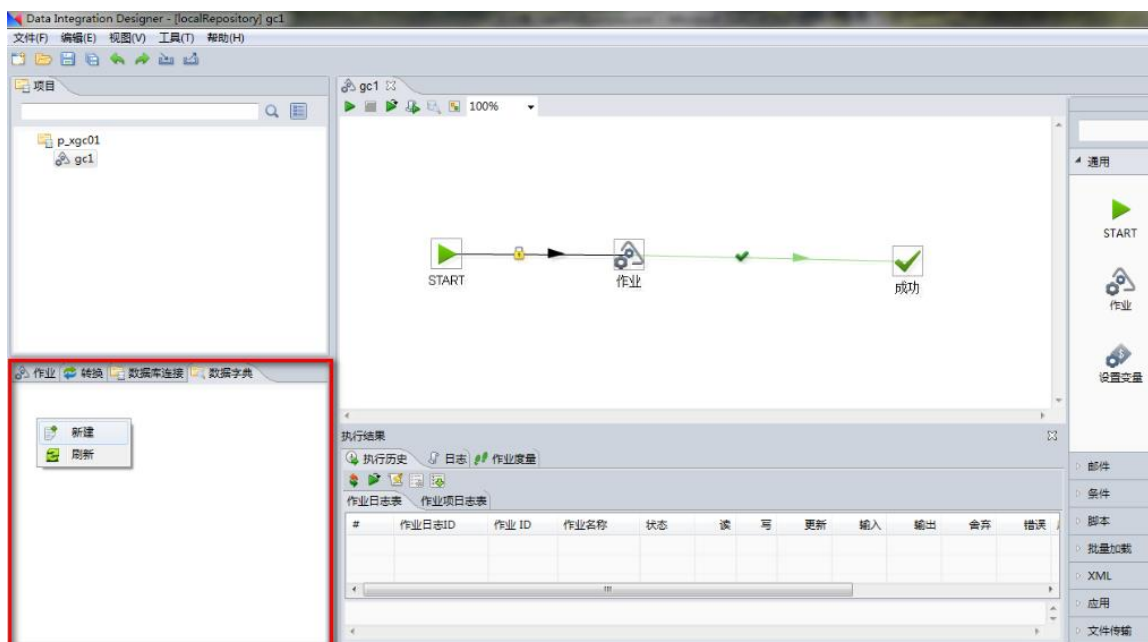 Data Integration Designer - [localRepository] gc1
文件(F) 编辑(E) 视图(V) 工具(T) 帮助(H)
项目
p_xgc01
gc1
作业 转换 数据库连接 数据字典
新建
刷新
gc1
100%
START
作业
成功
执行结果
执行历史 日志 作业度量
作业日志表 作业项日志表
# 作业日志ID 作业 ID 作业名称 状态 读 写 更新 输入 输出 舍弃 错误
通用
START
作业
设置变量
邮件
条件
脚本
批量加载
XML
应用
文件传输